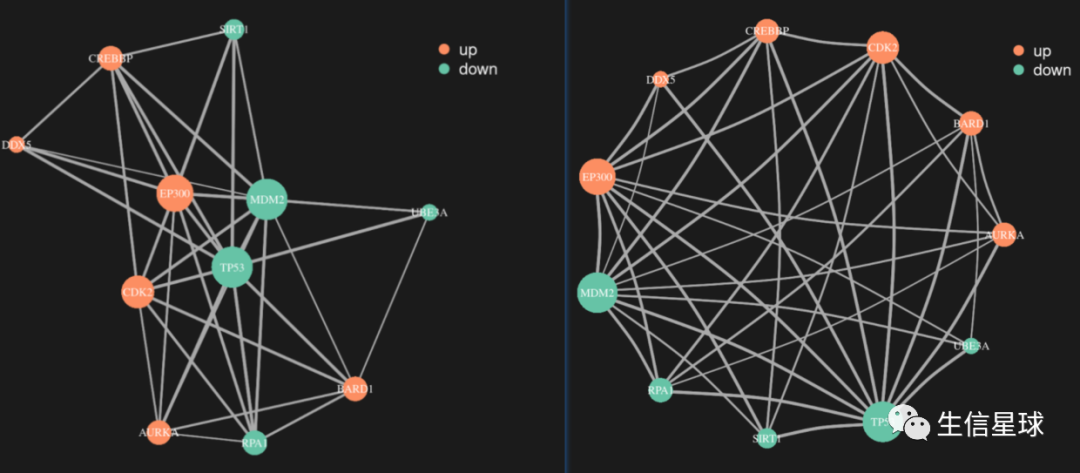 SIRT1
CREBBP
up
down
DDX5
EP300
MDM2
UBE3A
TP53
CDK2
BARD1
AURKA
RPA1
CREBBP
CDK2
up
down
DDX5
BARD1
EP300
AURKA
MDM2
UBE3A
RPA1
SIRT1
TP5
生信星球